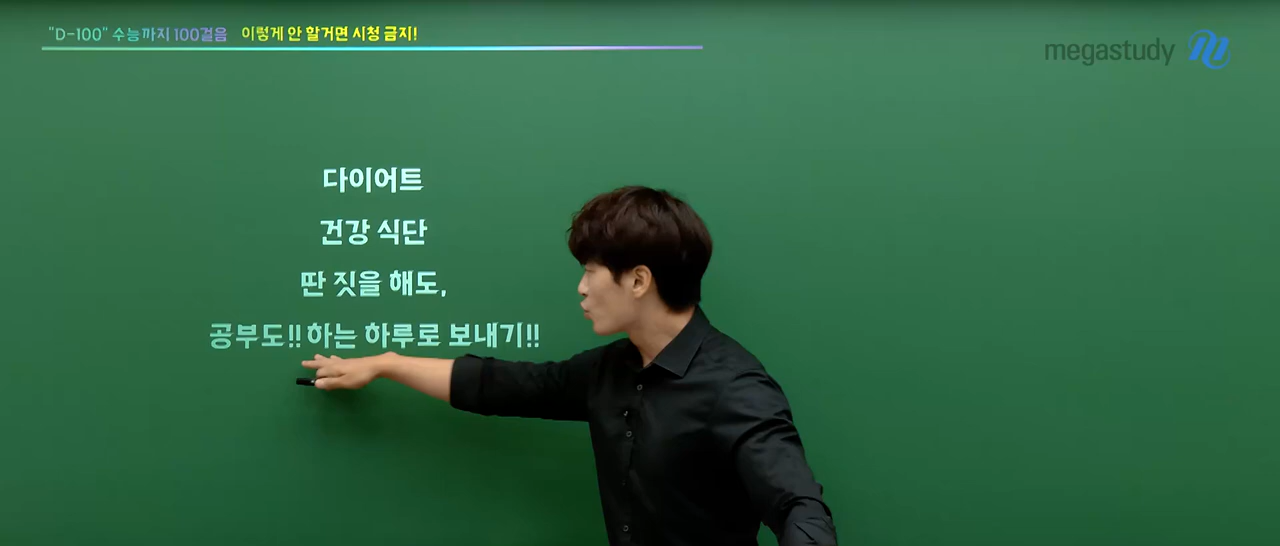 "D-100" 수능까지 100걸음 이렇게 안 할거면 시청 금지!
megastudy
다이어트
건강 식단
딴 짓을 해도,
공부도!! 하는 하루로 보내기!!